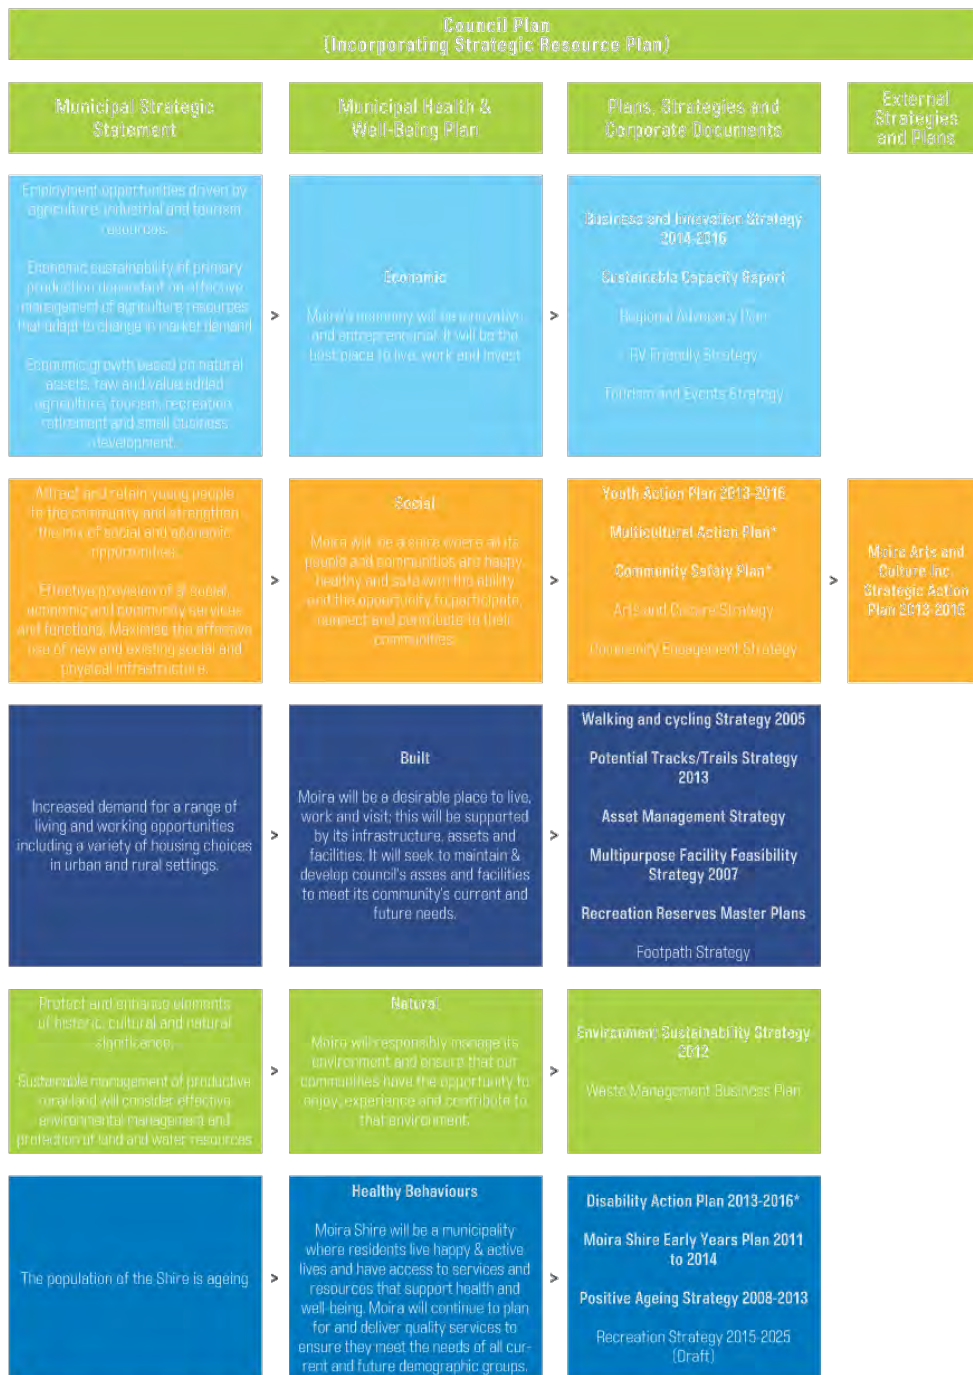 Council Plan
(Incorporating Strategic Resource Plan)
Municipal Strategic
Statement
Municipal Health &
Well-Being Plan
Plans, Strategies and
Corporate Documents
External
Strategies
and Plans
Employment opportunities driven by
agriculture, industrial and tourism
resources.
Economic sustainability of primary
production dependant on effective
management of agriculture resources
that adapt to change in market demand
Economic growth based on natural
assets, raw and value added
agriculture, tourism, recreation,
retirement and small business
development.
>
Economic
Moira's economy will be innovative
and entrepreneurial. It will be the
best place to live, work and invest
>
Business and Innovation Strategy
2014-2016
Sustainable Capacity Report
Regional Advocacy Plan
RV Friendly Strategy
Tourism and Events Strategy
Attract and retain young people
to the community and strengthen
the mix of social and economic
opportunities.
Effective provision of social,
economic and community services
and functions. Maximise the effective
use of new and existing social and
physical infrastructure.
>
Social
Moira will be a shire where all its
people and communities are happy,
healthy and safe with the ability
and the opportunity to participate,
connect and contribute to their
communities.
>
Youth Action Plan 2013-2016
Multicultural Action Plan*
Community Safety Plan*
Arts and Culture Strategy
Community Engagement Strategy
>
Moira Arts and
Culture Inc.
Strategic Action
Plan
Increased demand for a range of
living and working opportunities
including a variety of housing choices
in urban and rural settings.
>
Built
Moira will be a desirable place to live,
work and visit; this will be supported
by its infrastructure, assets and
facilities. It will seek to maintain &
develop council's asses and facilities
to meet its community's current and
future needs.
>
Walking and cycling Strategy 2005
Potential Tracks/Trails Strategy
2013
Asset Management Strategy
Multipurpose Facility Feasibility
Strategy 2007
Recreation Reserves Master Plans
Footpath Strategy
Protect and enhance elements
of historic, cultural and natural
significance.
Sustainable management of productive
rural land will consider effective
environmental management and
protection of land and water resources
>
Natural
Moira will responsibly manage its
environment and ensure that our
communities have the opportunity to
enjoy, experience and contribute to
that environment.
>
Environment Sustainability Strategy
2012
Waste Management Business Plan
The population of the Shire is ageing
>
Healthy Behaviours
Moira Shire will be a municipality
where residents live happy & active
lives and have access to services and
resources that support health and
well-being. Moira will continue to plan
for and deliver quality services to
ensure they meet the needs of all cur-
rent and future demographic groups.
>
Disability Action Plan 2013-2016*
Moira Shire Early Years Plan 2011
to 2014
Positive Ageing Strategy 2008-2013
Recreation Strategy 2015-2025
(Draft)